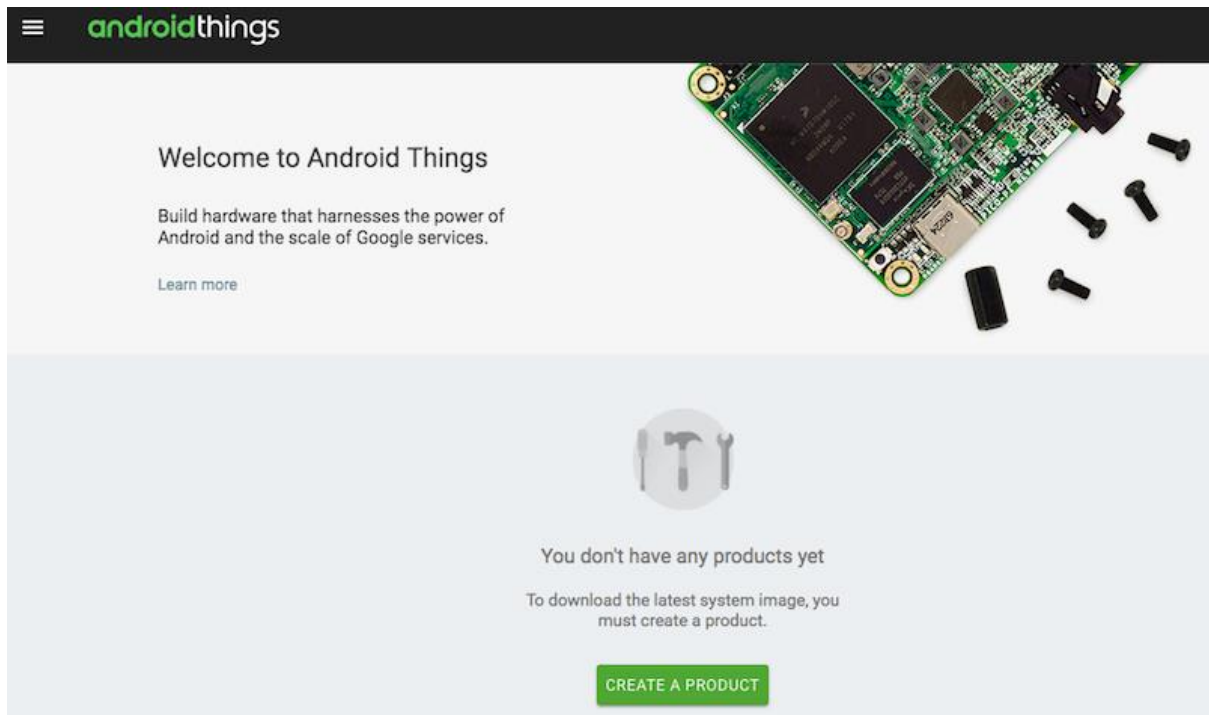 androidthings
Welcome to Android Things
Build hardware that harnesses the power of
Android and the scale of Google services.
Learn more
You don't have any products yet
To download the latest system image, you
must create a product.
CREATE A PRODUCT